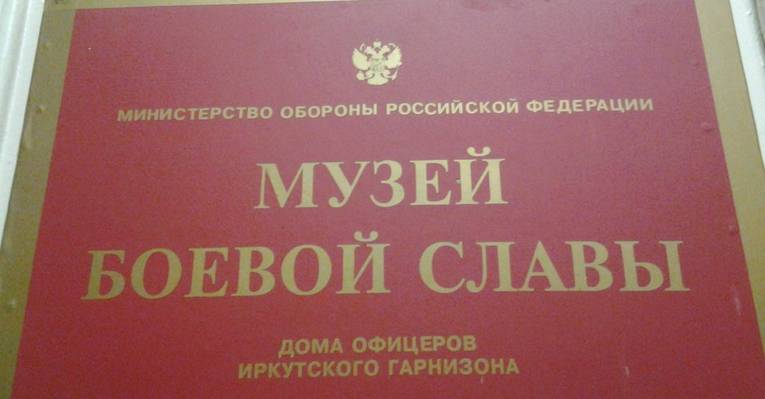 МИНИСТЕРСТВО ОБОРОНЫ РОССИЙСКОЙ ФЕДЕРАЦИИ
МУЗЕЙ
БОЕВОЙ СЛАВЫ
ДОМА ОФИЦЕРОВ
ИРКУТСКОГО ГАРНИЗОНА